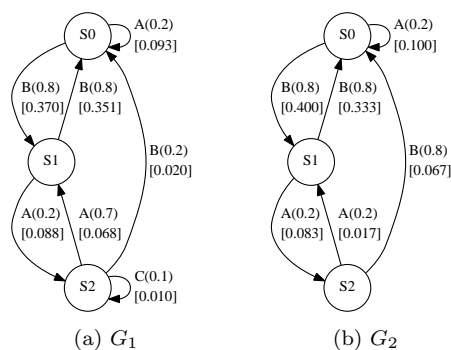 S0
A(0.2)
[0.093]
B(0.8)
[0.370]
B(0.8)
[0.351]
B(0.2)
[0.020]
S1
A(0.2)
[0.088]
A(0.7)
[0.068]
S2
C(0.1)
[0.010]
(a) G1
S0
A(0.2)
[0.100]
B(0.8)
[0.400]
B(0.8)
[0.333]
B(0.8)
[0.067]
S1
A(0.2)
[0.083]
A(0.2)
[0.017]
S2
(b) G2